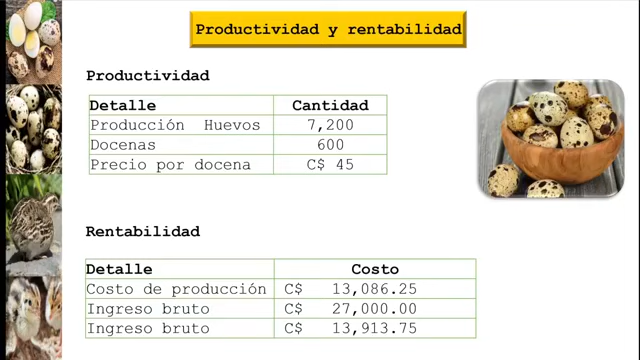 Productividad y rentabilidad
Productividad
Detalle Cantidad
Producción Huevos 7,200
Docenas 600
Precio por docena C$ 45
Rentabilidad
Detalle Costo
Costo de producción C$ 13,086.25
Ingreso bruto C$ 27,000.00
Ingreso bruto C$ 13,913.75